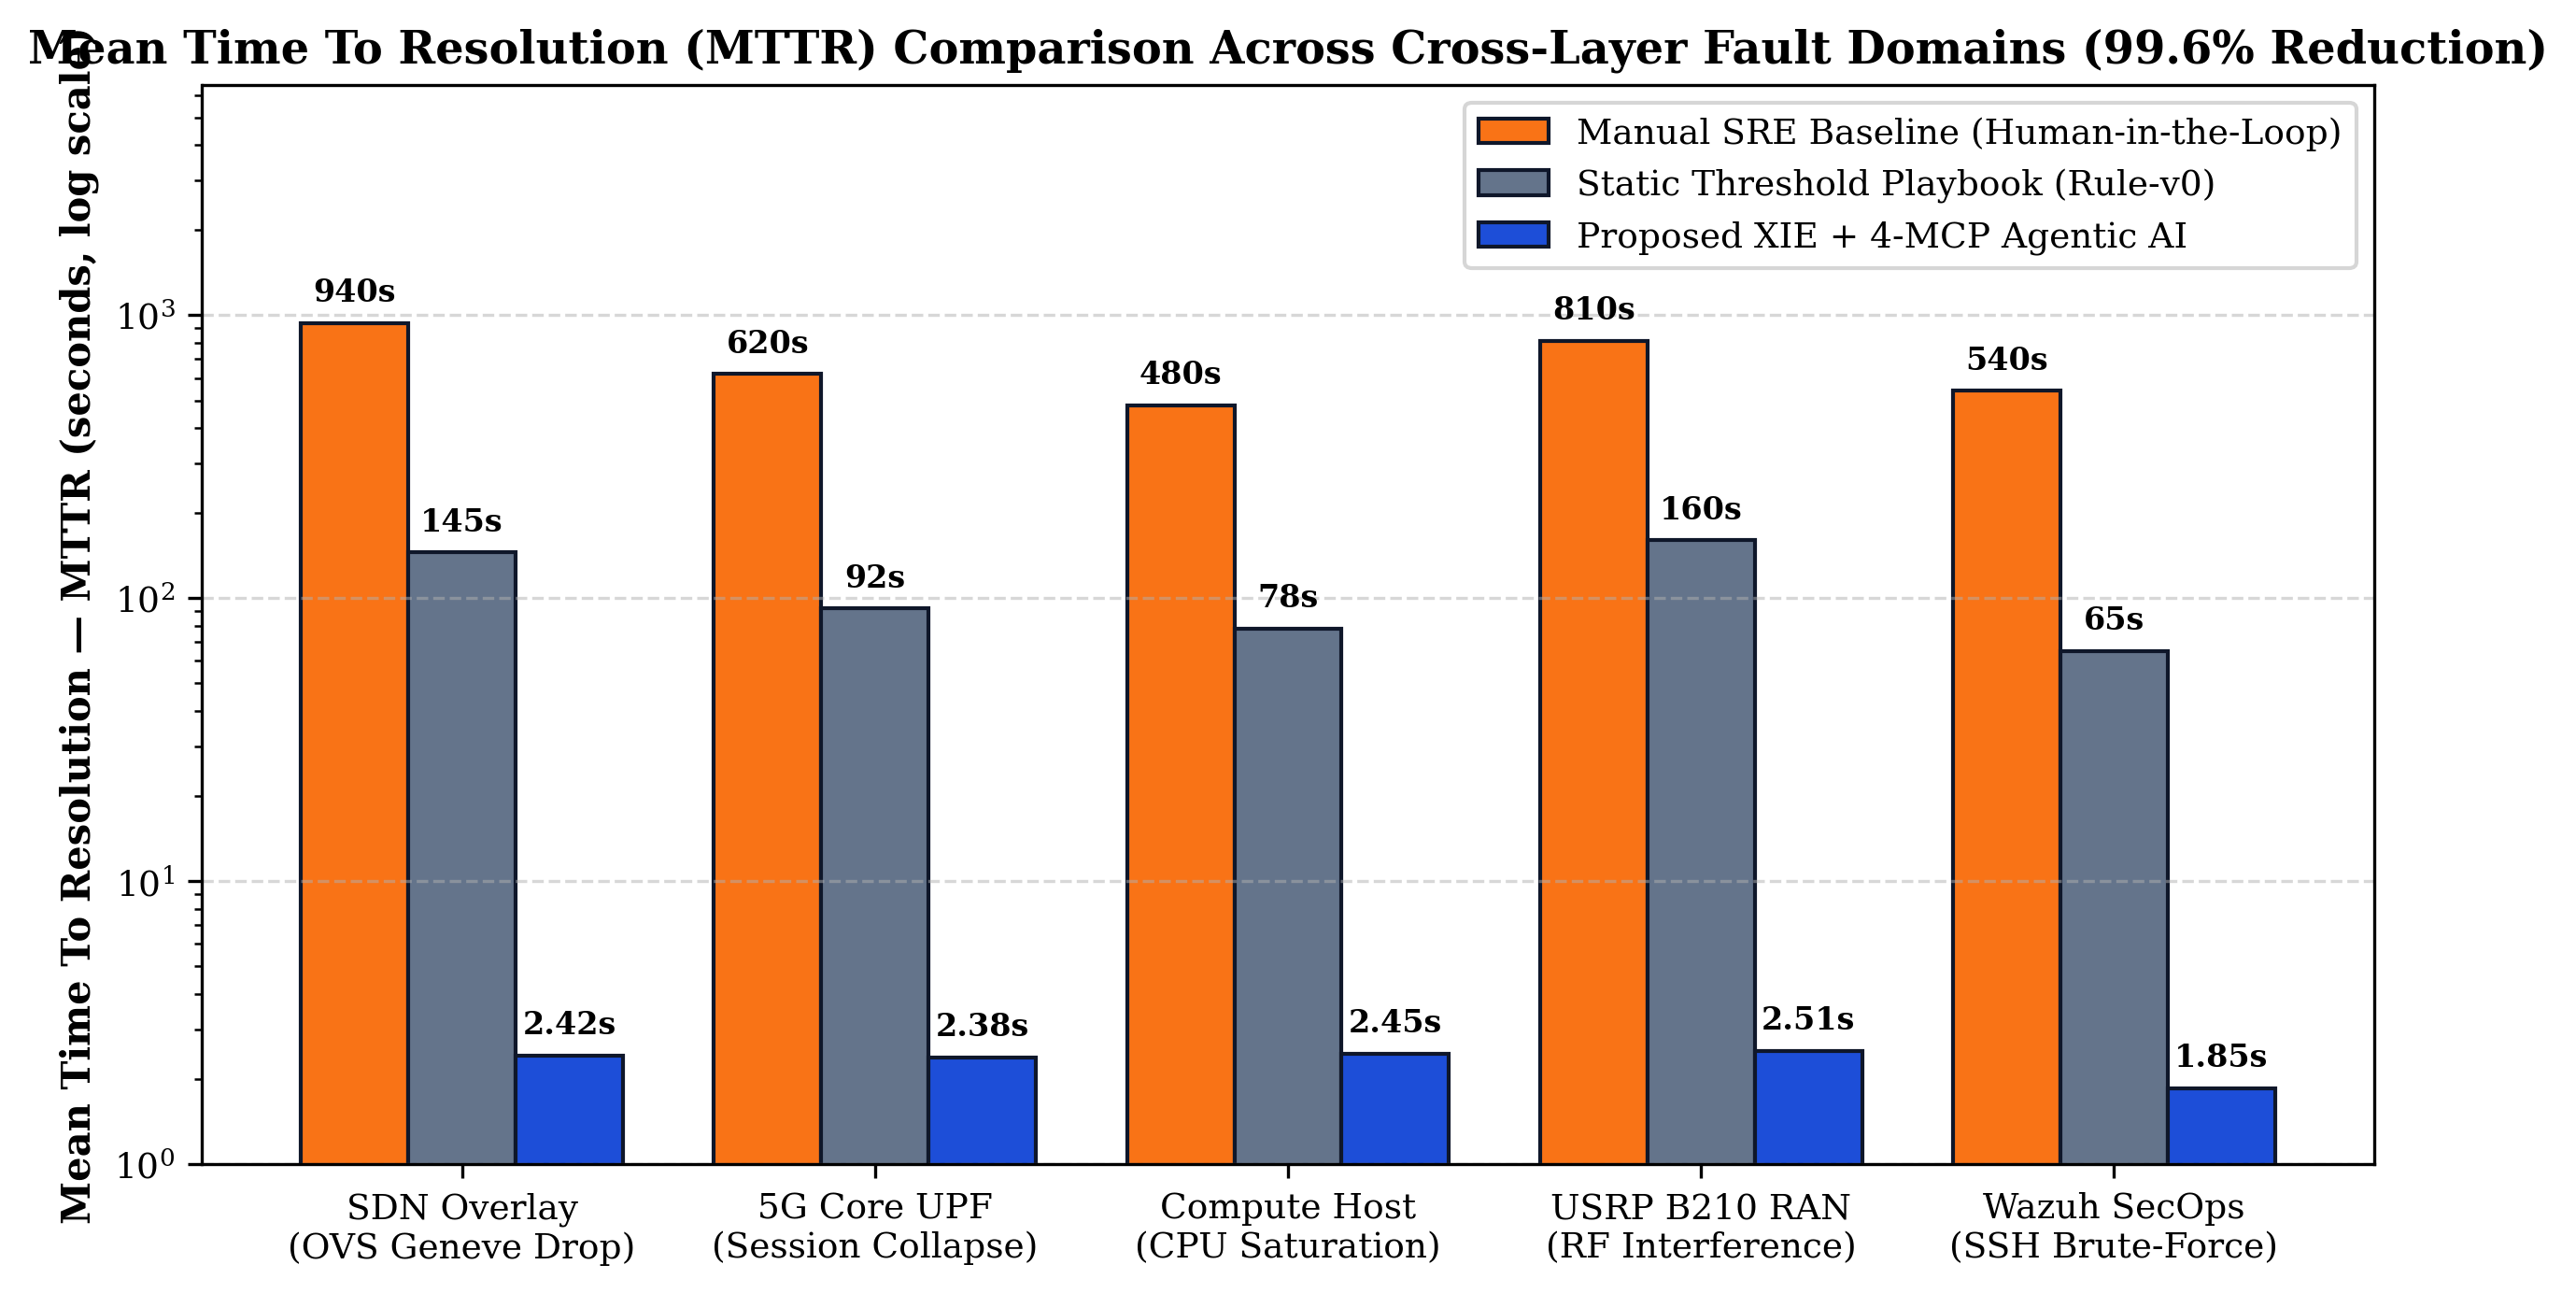 Mean Time To Resolution (MTTR) Comparison Across Cross-Layer Fault Domains (99.6% Reduction)
Mean Time To Resolution — MTTR (seconds, log scale)
Manual SRE Baseline (Human-in-the-Loop)
Static Threshold Playbook (Rule-v0)
Proposed XIE + 4-MCP Agentic AI
10³
10²
10¹
10⁰
940s
145s
2.42s
620s
92s
2.38s
480s
78s
2.45s
810s
160s
2.51s
540s
65s
1.85s
SDN Overlay
(OVS Geneve Drop)
5G Core UPF
(Session Collapse)
Compute Host
(CPU Saturation)
USRP B210 RAN
(RF Interference)
Wazuh SecOps
(SSH Brute-Force)